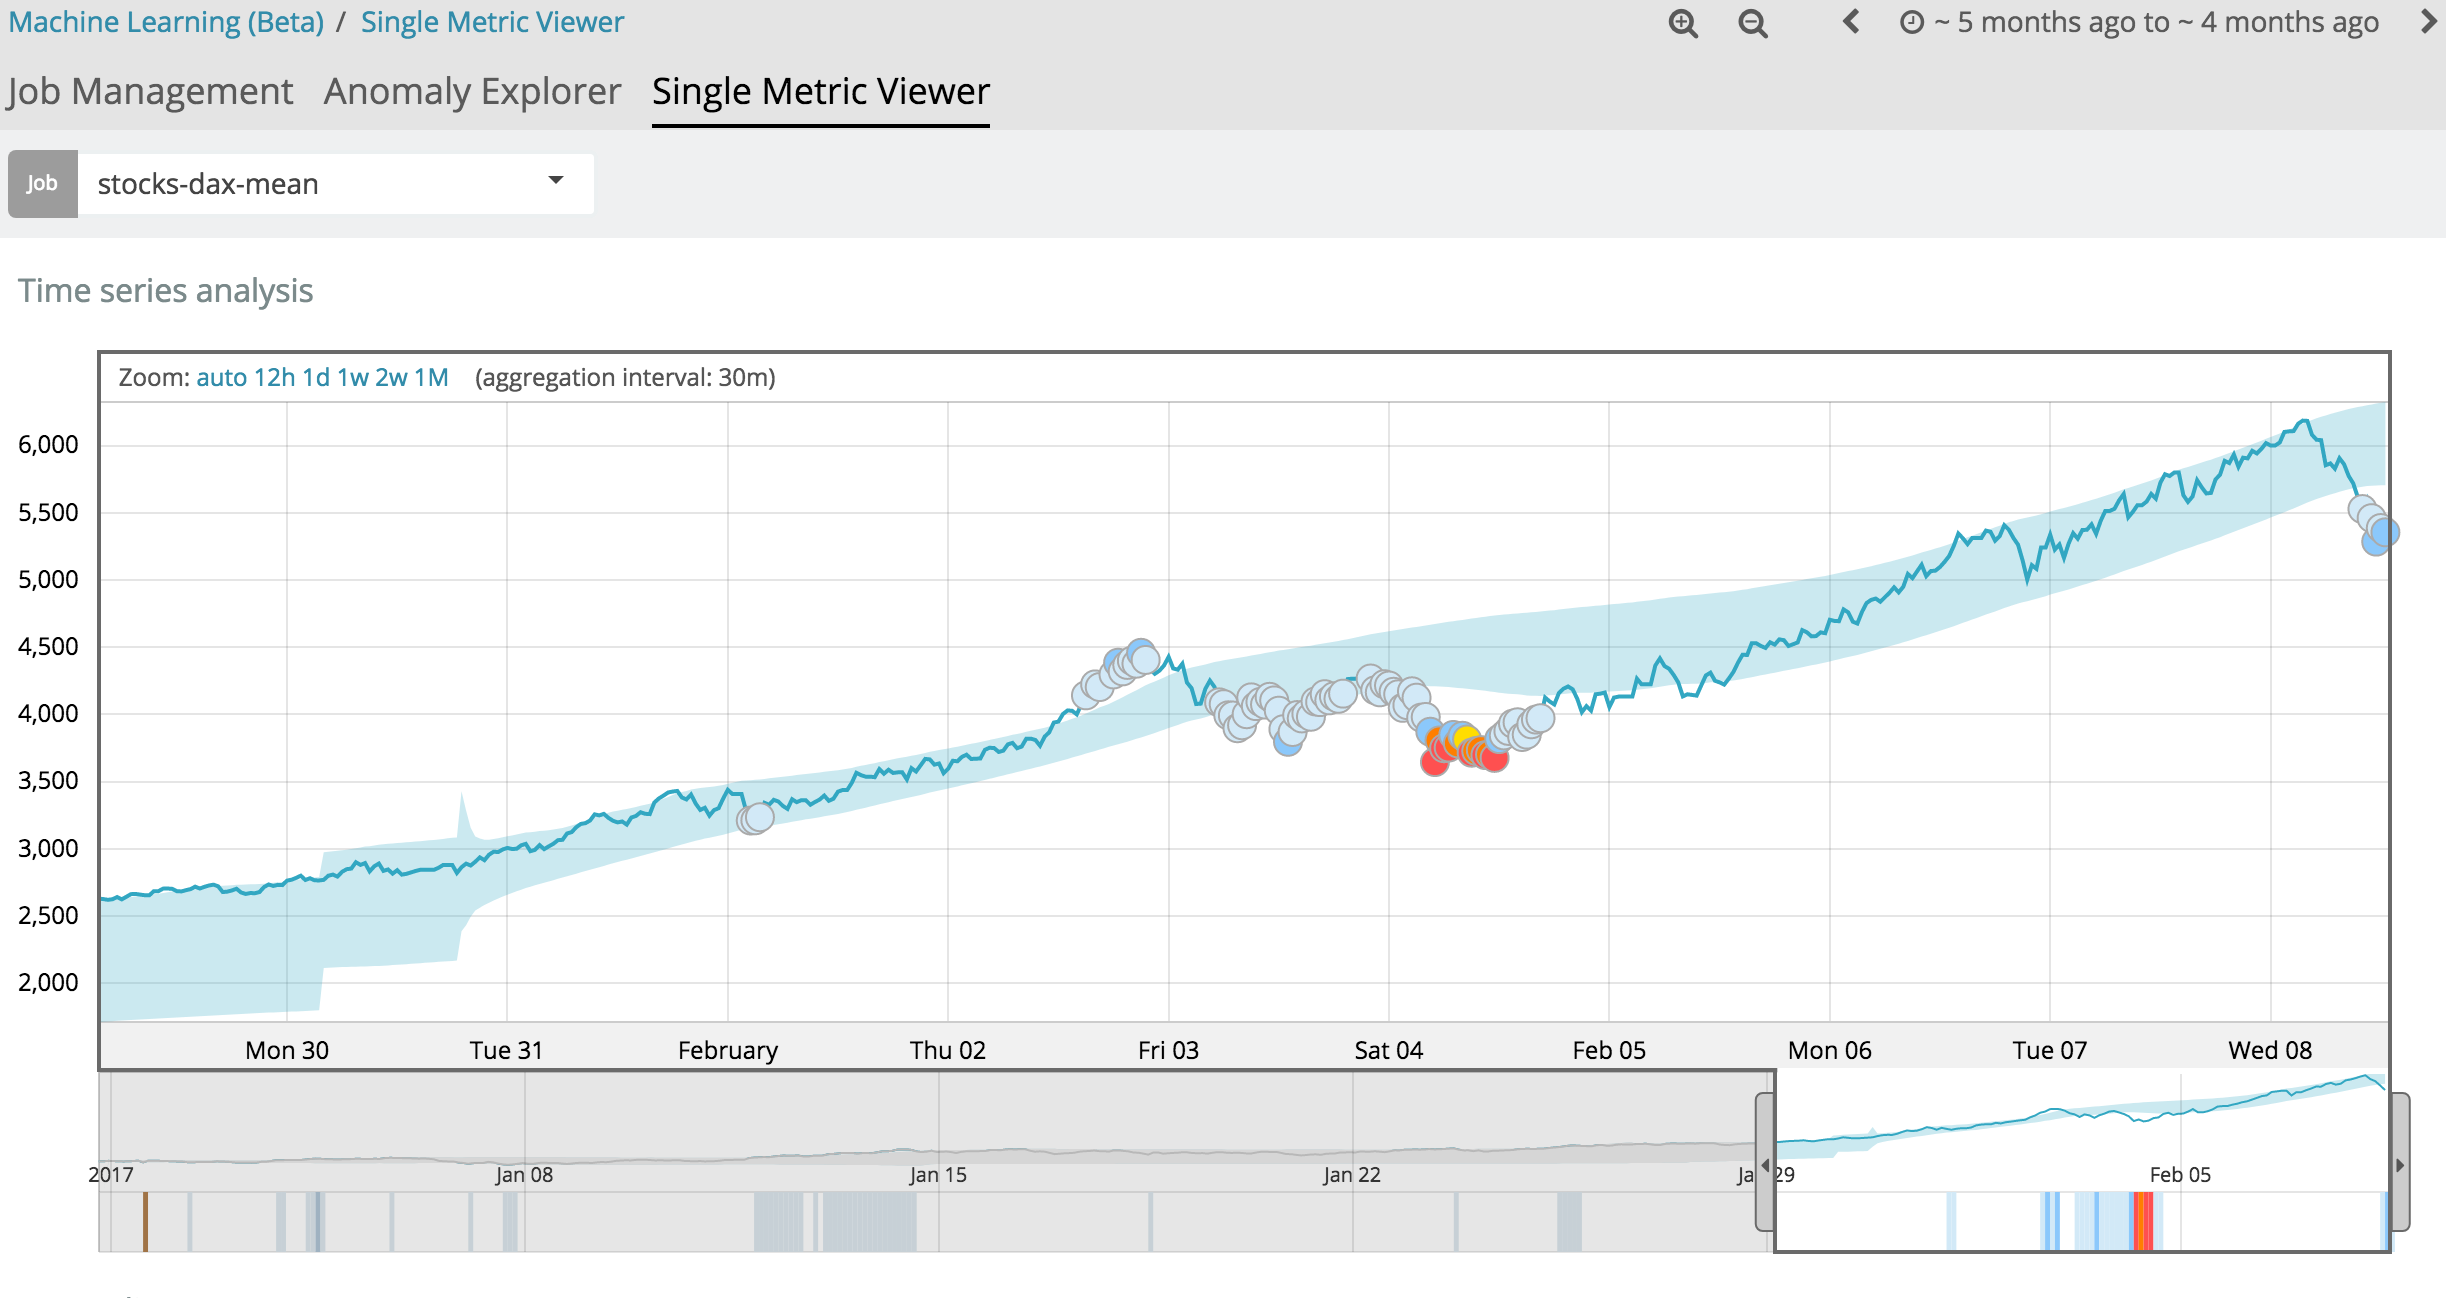 Machine Learning (Beta) / Single Metric Viewer
~ 5 months ago to ~ 4 months ago
Job Management Anomaly Explorer Single Metric Viewer
Job stocks-dax-mean
Time series analysis
Zoom: auto 12h 1d 1w 2w 1M (aggregation interval: 30m)
6,000
5,500
5,000
4,500
4,000
3,500
3,000
2,500
2,000
Mon 30 Tue 31 February Thu 02 Fri 03 Sat 04 Feb 05 Mon 06 Tue 07 Wed 08
2017 Jan 08 Jan 15 Jan 22 Ja 29 Feb 05